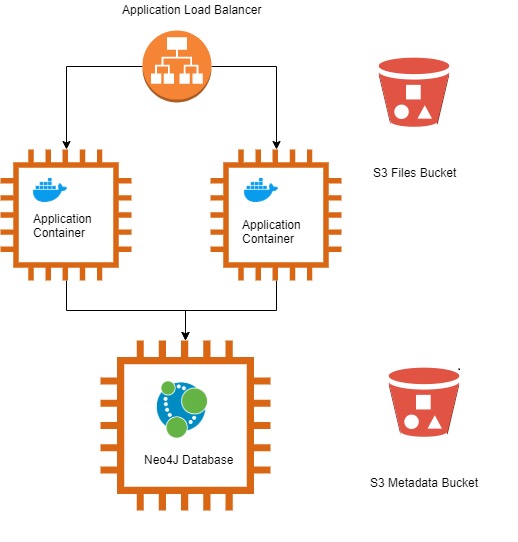 Application Load Balancer
S3 Files Bucket
Application
Container
Application
Container
Neo4J Database
S3 Metadata Bucket